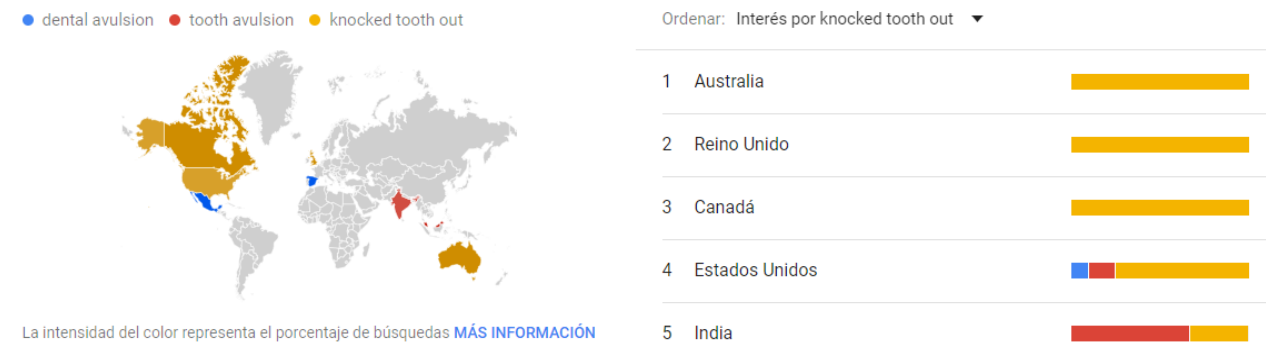 dental avulsion tooth avulsion knocked tooth out
La intensidad del color representa el porcentaje de búsquedas MÁS INFORMACIÓN
Ordenar: Interés por knocked tooth out
1 Australia
2 Reino Unido
3 Canadá
4 Estados Unidos
5 India